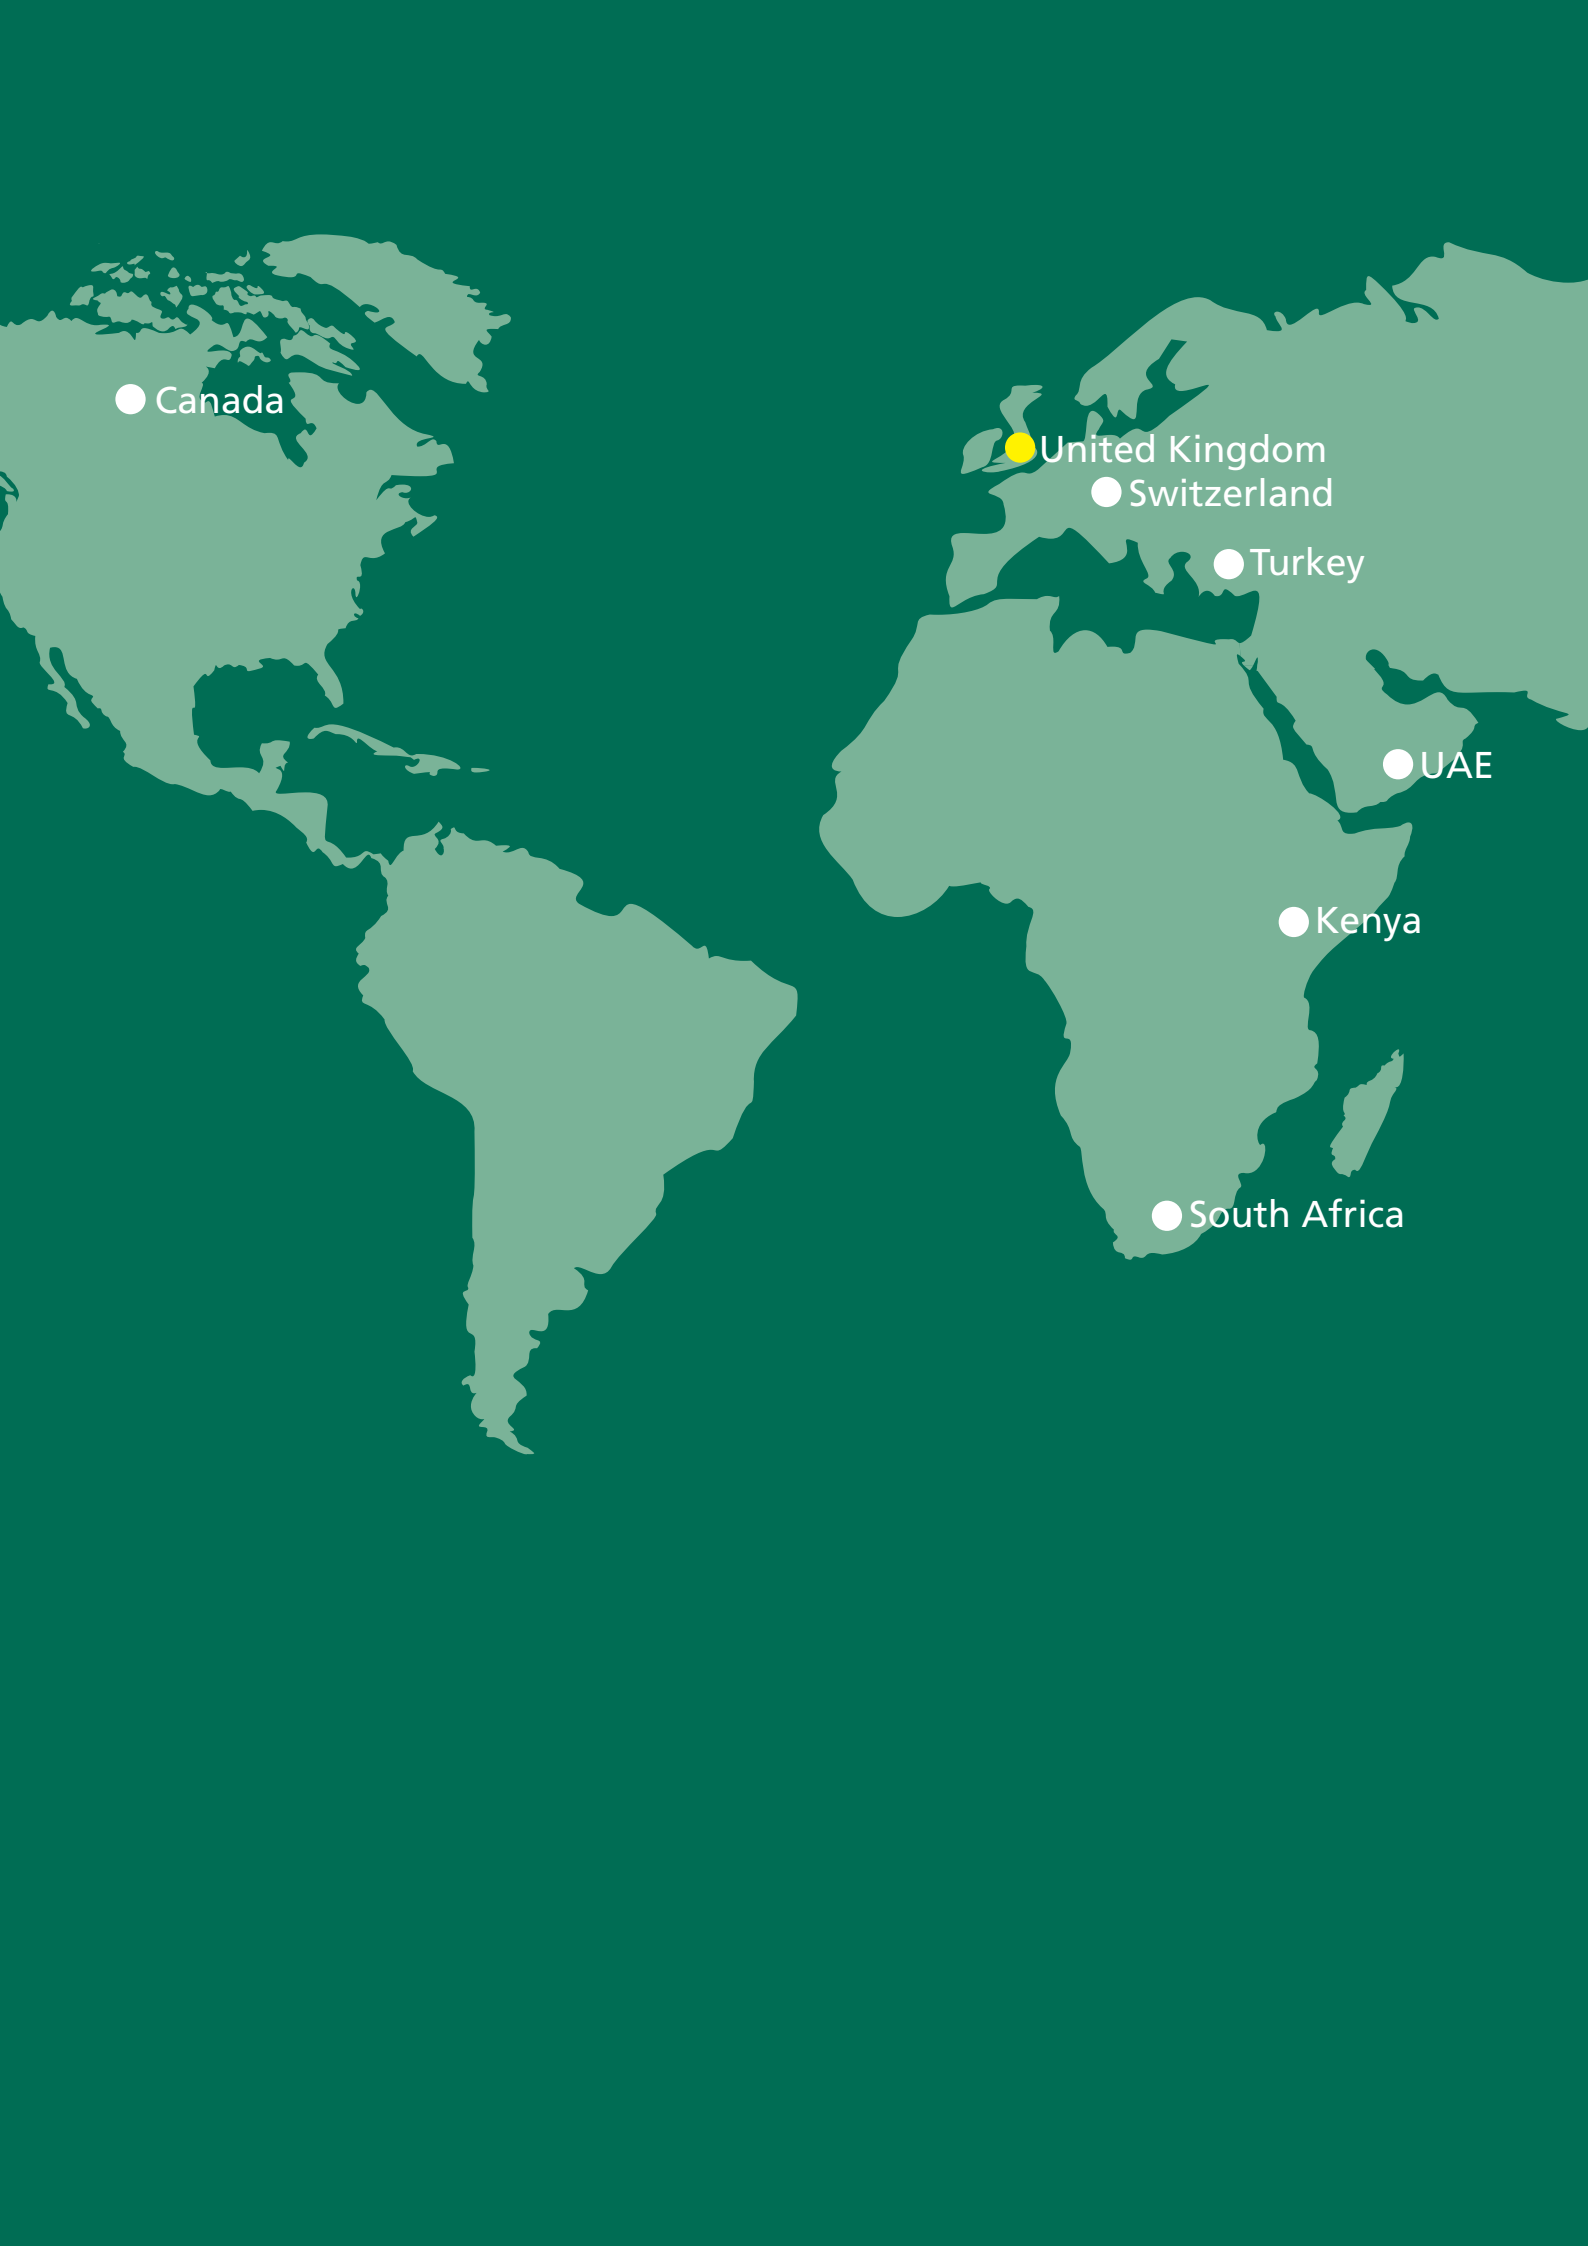 Canada
United Kingdom
Switzerland
Turkey
UAE
Kenya
South Africa